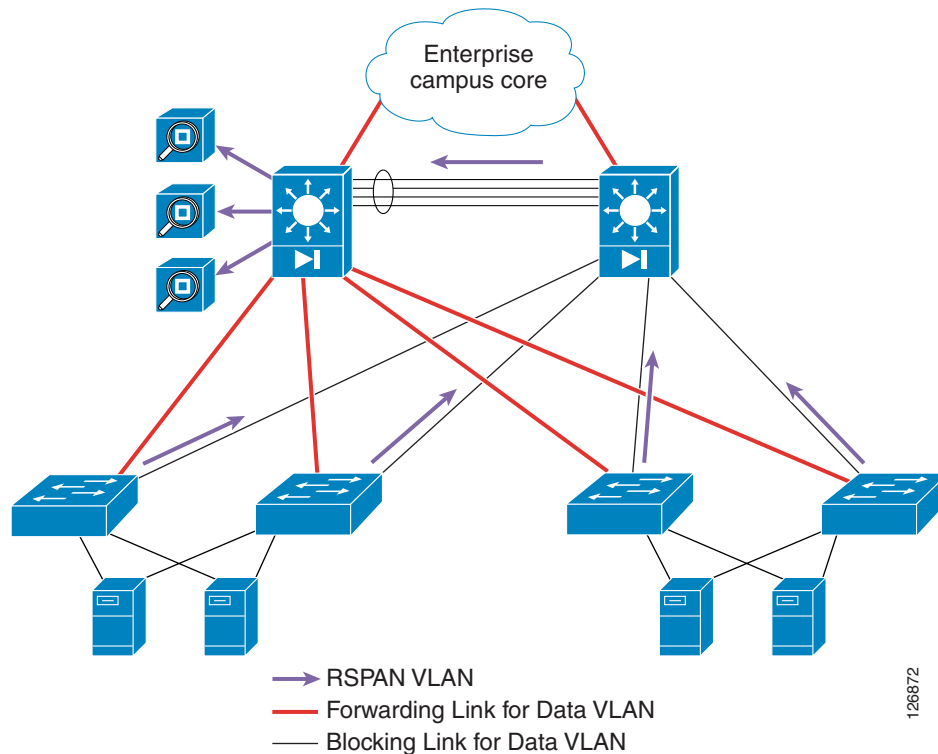 Enterprise
campus core
RSPAN VLAN
Forwarding Link for Data VLAN
Blocking Link for Data VLAN
126872